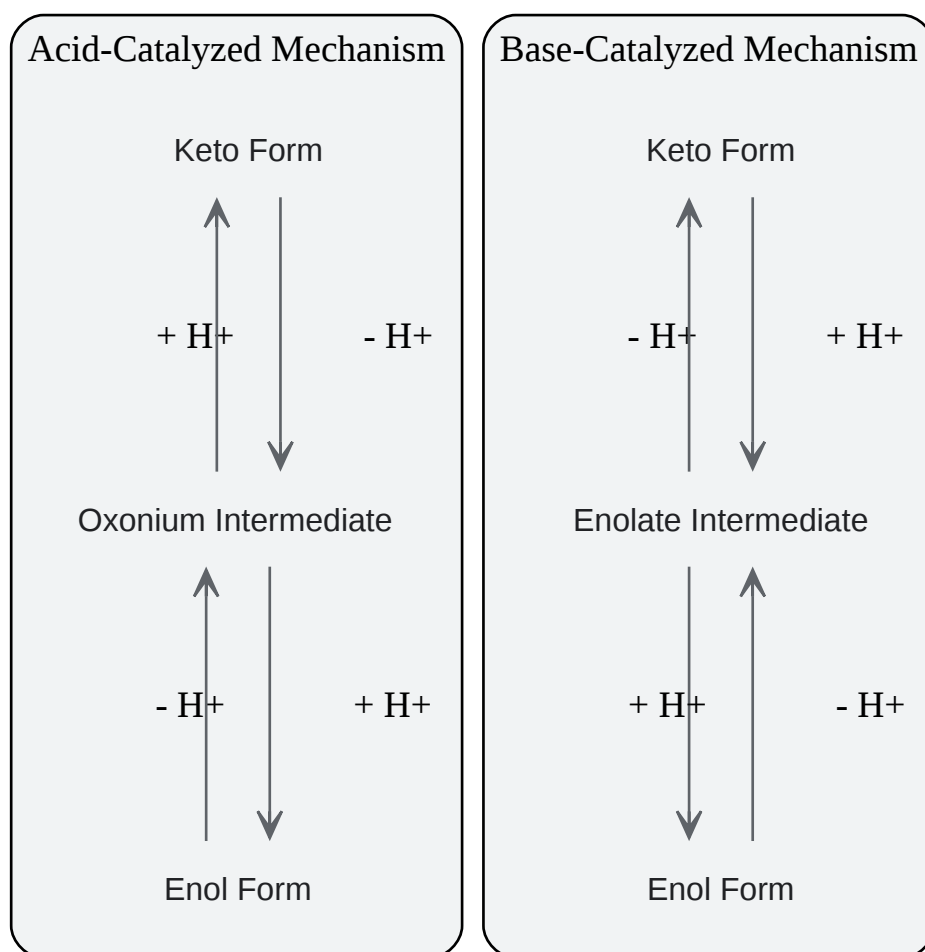 Acid-Catalyzed Mechanism
Keto Form
+ H+ - H+
Oxonium Intermediate
- H+ + H+
Enol Form
Base-Catalyzed Mechanism
Keto Form
- H+ + H+
Enolate Intermediate
+ H+ - H+
Enol Form